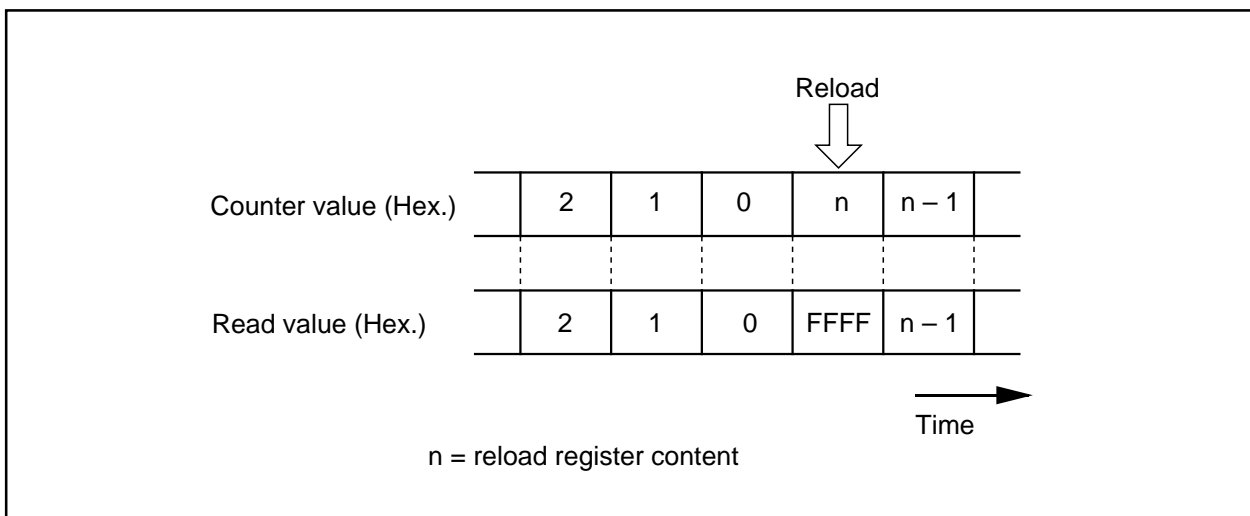 Reload
Counter value (Hex.) 2 1 0 n n – 1
Read value (Hex.) 2 1 0 FFFF n – 1
Time
n = reload register content